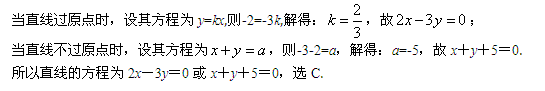 当直线过原点时，设其方程为 y=kx,则-2=-3k,解得：k=2/3，故2x-3y=0；
当直线不过原点时，设其方程为x+y=a，则-3-2=a，解得：a=-5，故 x＋y＋5＝0.
所以直线的方程为 2x－3y＝0 或 x＋y＋5＝0，选 C.